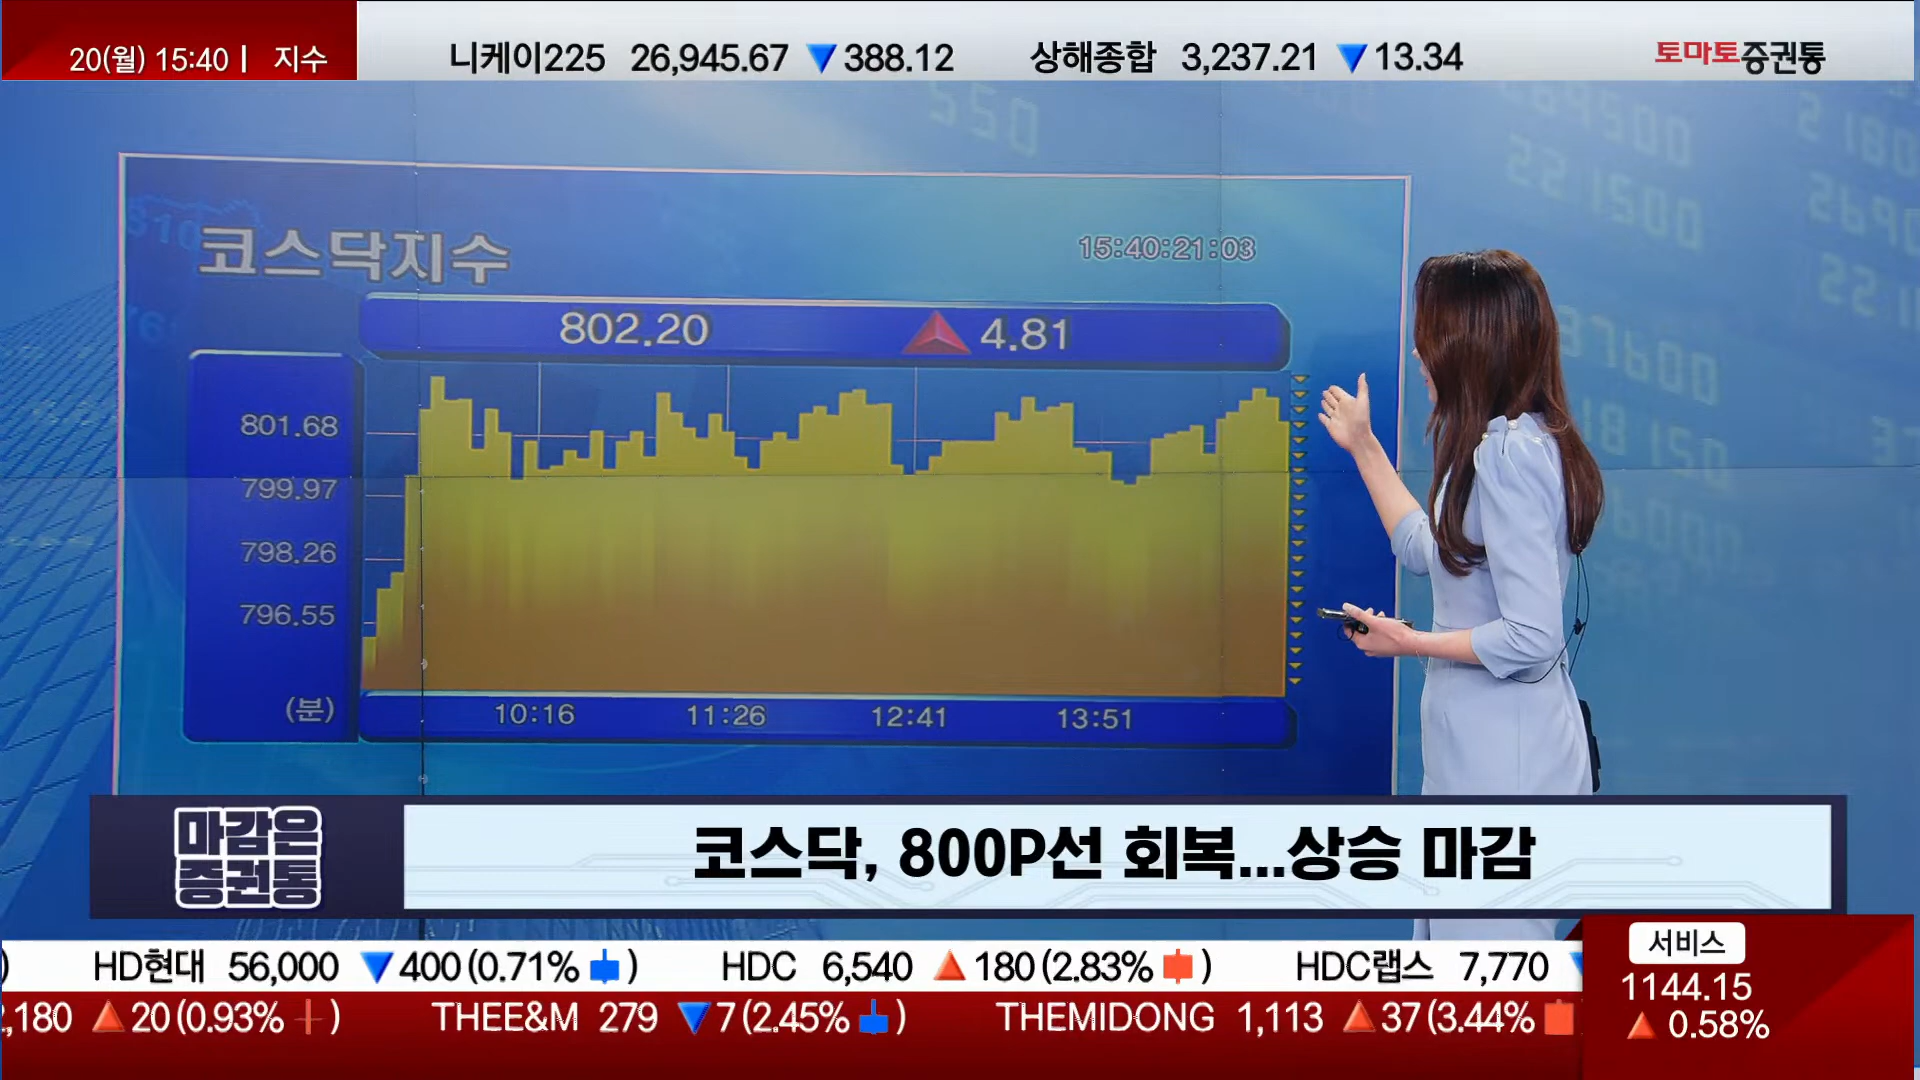 20(월) 15:40 | 지수
니케이225 26,945.67 ▼388.12 상해종합 3,237.21 ▼13.34
토마토증권통
코스닥지수
15:40:21:03
802.20 ▲ 4.81
801.68
799.97
798.26
796.55
(분)
10:16 11:26 12:41 13:51
마감은
증권통
코스닥, 800P선 회복...상승 마감
) HD현대 56,000 ▼400(0.71% ) HDC 6,540 ▲180(2.83% ) HDC랩스 7,770
,180 ▲20(0.93% ) THEE&M 279 ▼7(2.45% ) THEMIDONG 1,113 ▲37(3.44%
서비스
1144.15
▲ 0.58%